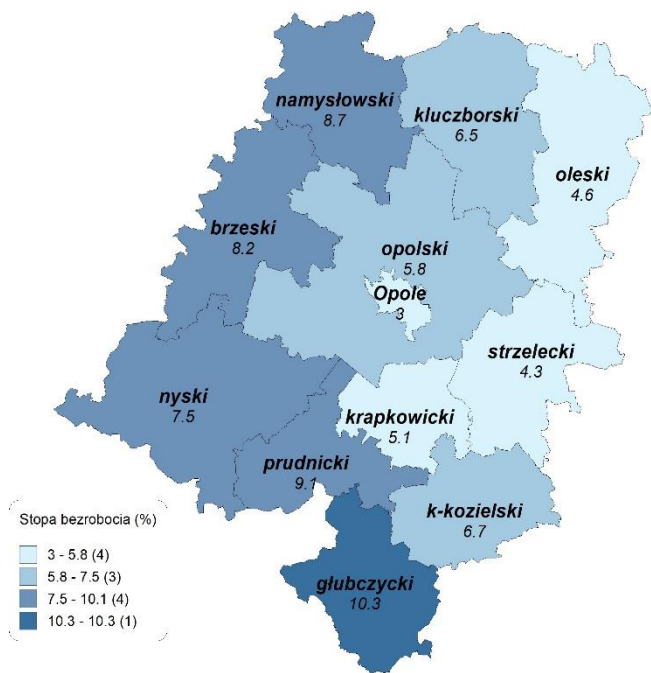 namysłowski
8.7
kluczborski
6.5
oleski
4.6
brzeski
8.2
opolski
5.8
Opole
3
strzelecki
4.3
nyski
7.5
krapkowicki
5.1
prudnicki
9.1
k-kozielski
6.7
głubczycki
10.3
Stopa bezrobocia (%)
3 - 5.8 (4)
5.8 - 7.5 (3)
7.5 - 10.1 (4)
10.3 - 10.3 (1)